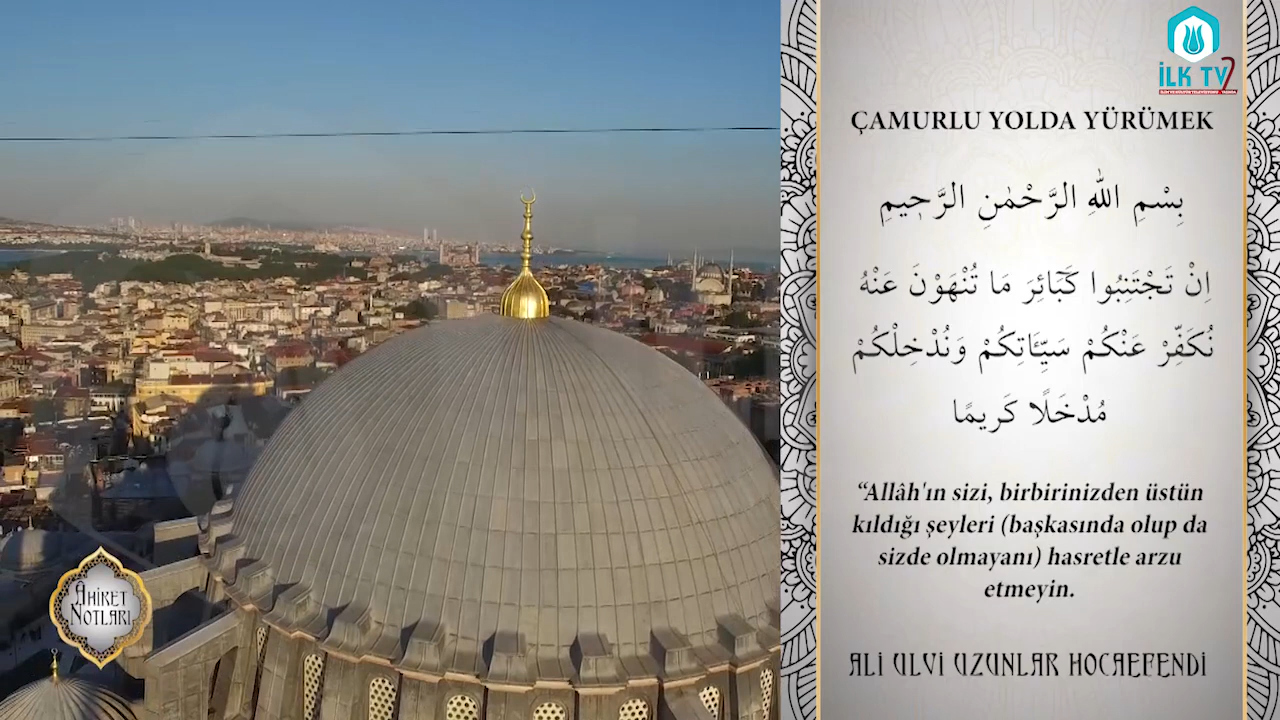 AHİRET
NOTLARI
İLK TV2
ÇAMURLU YOLDA YÜRÜMEK
بِسْمِ اللّٰهِ الرَّحْمٰنِ الرَّح۪يمِ
اِنْ تَجْتَنِبُوا كَبَٓائِرَ مَا تُنْهَوْنَ عَنْهُ
نُكَفِّرْ عَنْكُمْ سَيِّـَٔاتِكُمْ وَنُدْخِلْكُمْ
مُدْخَلًا كَر۪يمًا
“Allâh'ın sizi, birbirinizden üstün
kıldığı şeyleri (başkasında olup da
sizde olmayanı) hasretle arzu
etmeyin.
ALİ ULVİ UZUNLAR HOCAEFENDİ